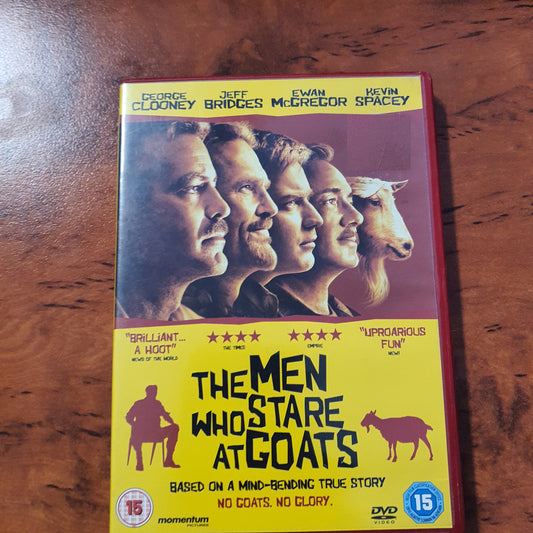 GEORGE CLOONEY
JEFF BRIDGES
EWAN McGREGOR
KEVIN SPACEY
"BRILLIANT...
A HOOT"
NEWS OF THE WORLD
★★★★
THE TIMES
★★★★
EMPIRE
"UPROARIOUS
FUN"
NEW!
THE MEN
WHO STARE
AT GOATS
BASED ON A MIND-BENDING TRUE STORY
NO GOATS. NO GLORY.
15
momentum
PICTURES
DVD
VIDEO
15